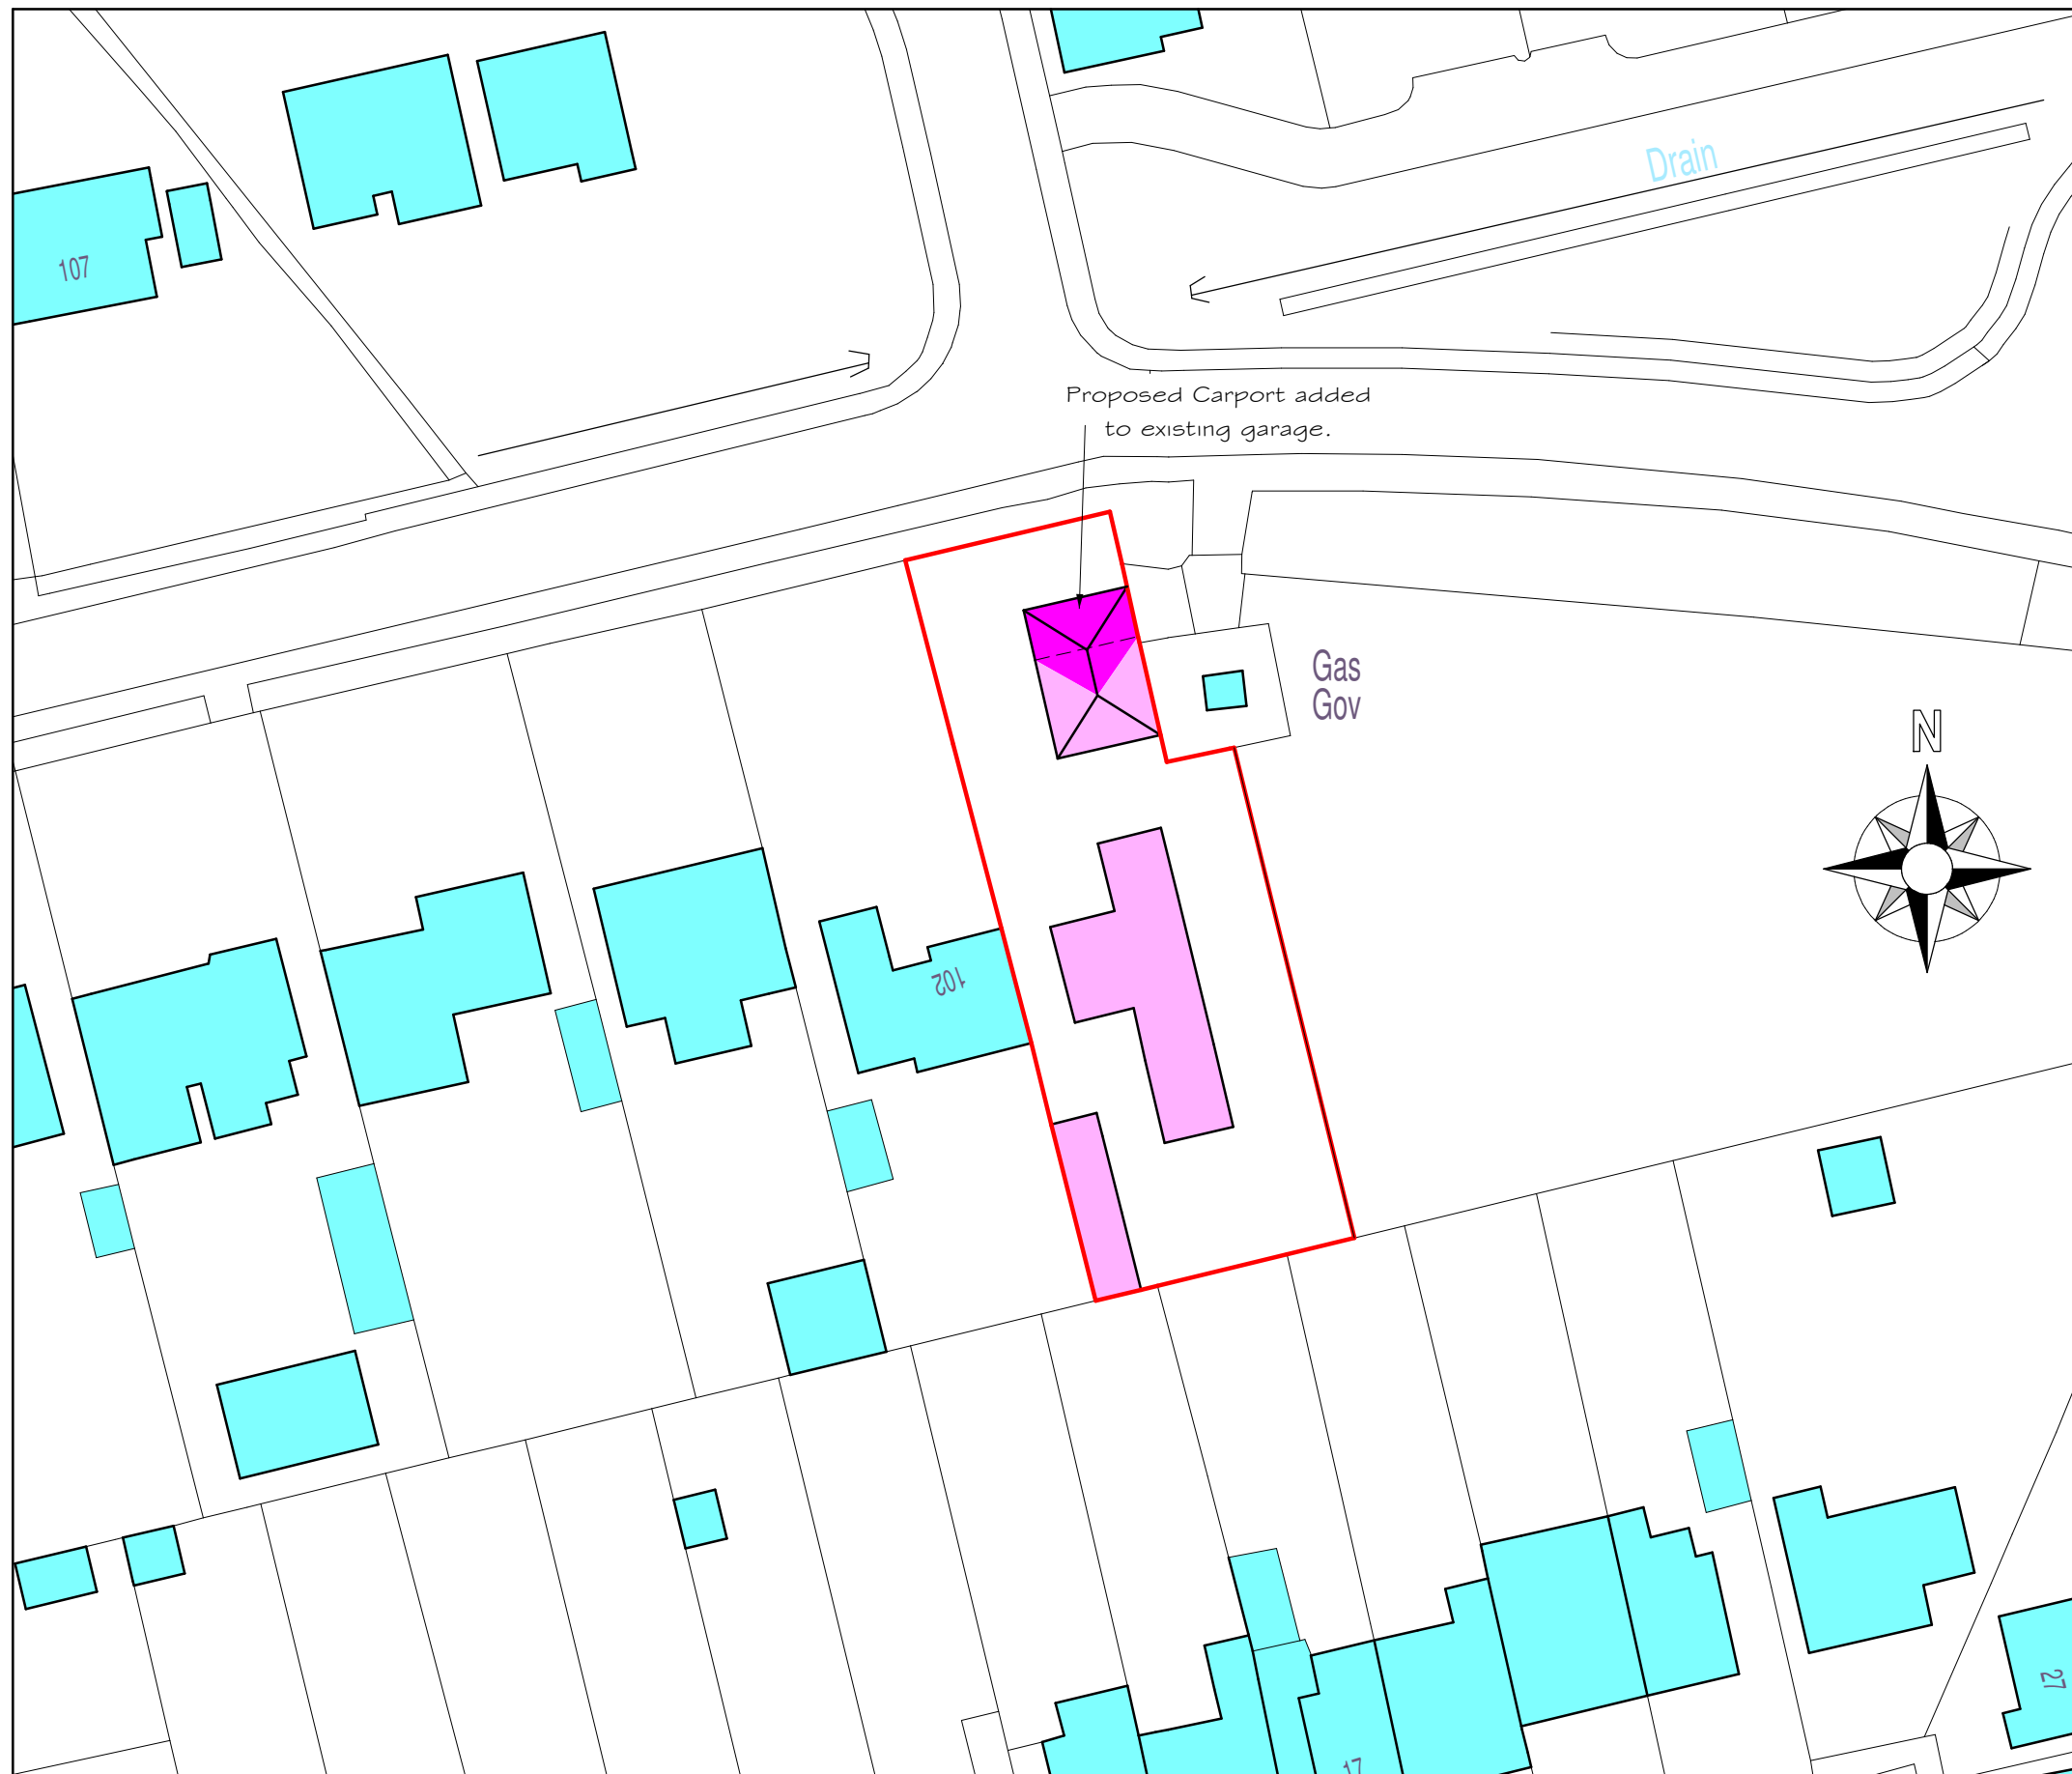 Drain
107
Proposed Carport added
to existing garage.
Gas
Gov
N
102
27
17